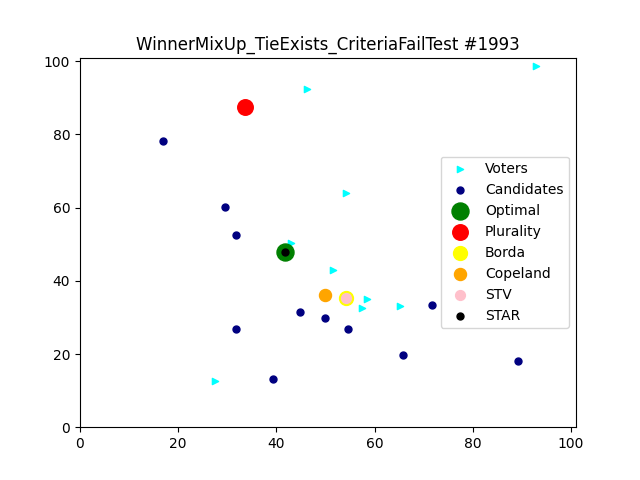 WinnerMixUp_TieExists_CriteriaFailTest #1993
100
80
60
40
20
0
0 20 40 60 80 100
Voters
Candidates
Optimal
Plurality
Borda
Copeland
STV
STAR